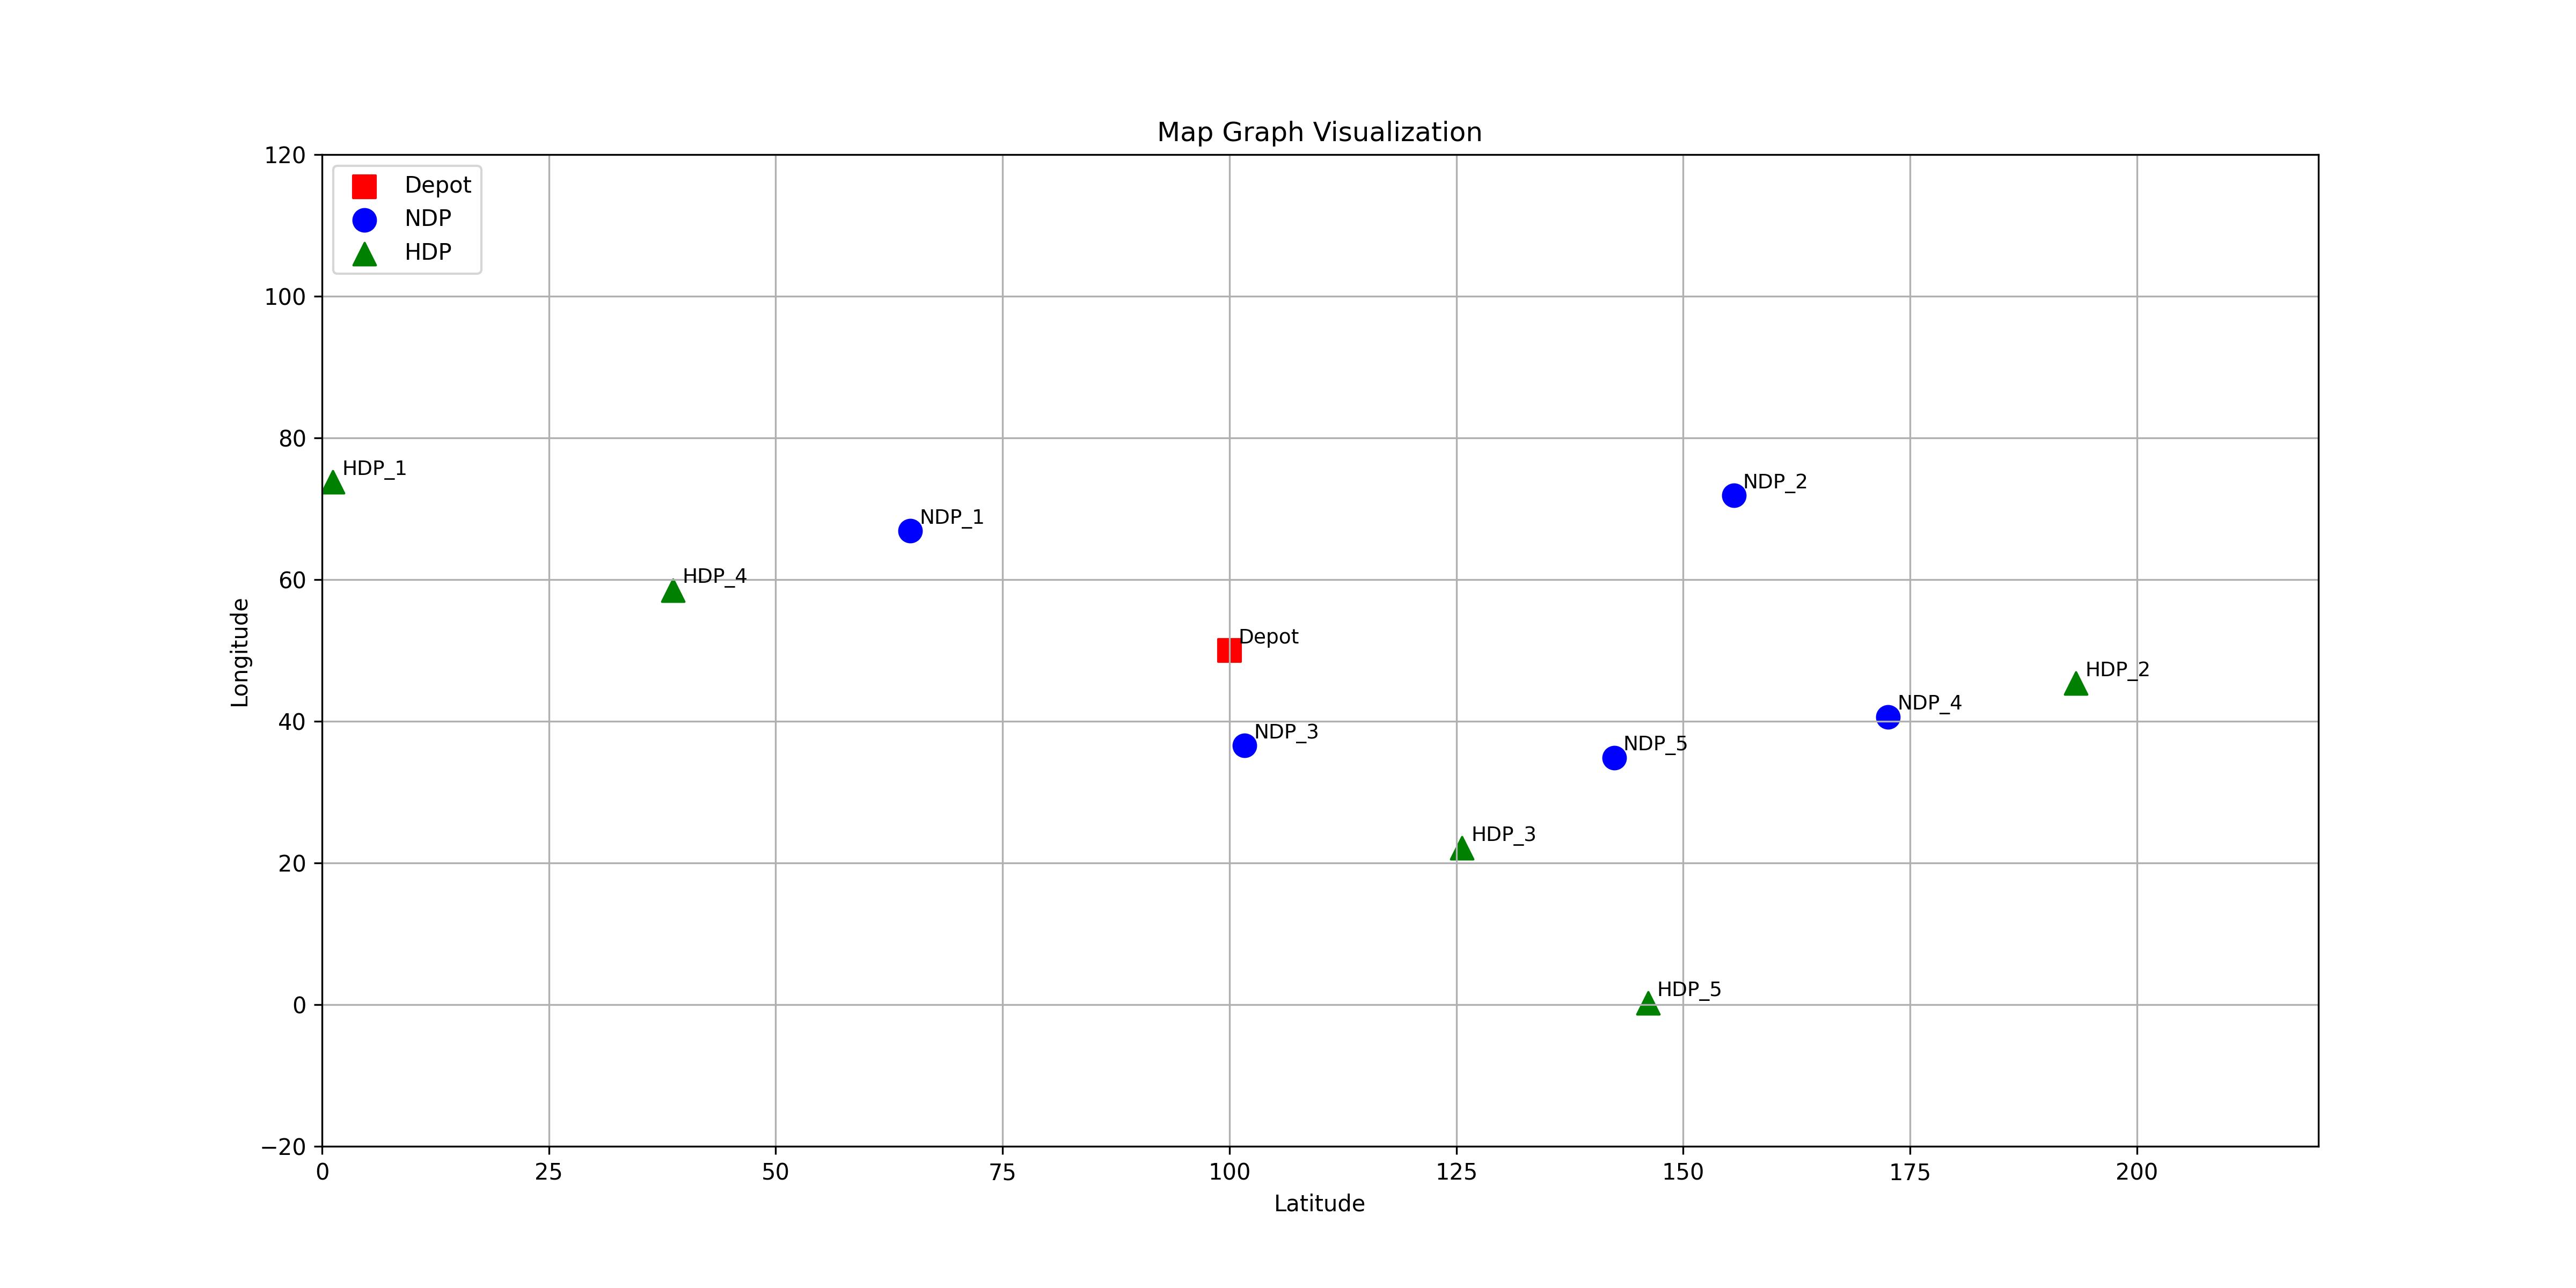 Map Graph Visualization
120
100
80
60
40
20
0
−20
Longitude
Depot
NDP
HDP
HDP_1
NDP_2
NDP_1
HDP_4
Depot
HDP_2
NDP_4
NDP_3
NDP_5
HDP_3
HDP_5
0 25 50 75 100 125 150 175 200
Latitude